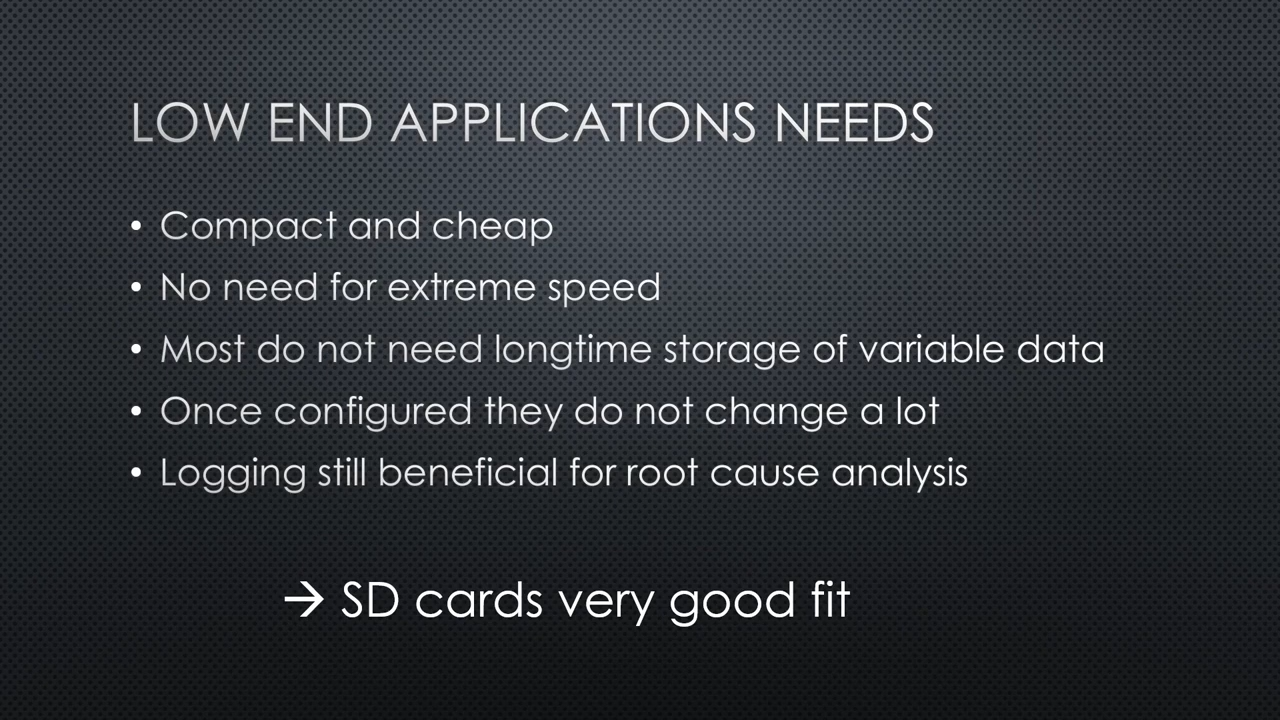 LOW END APPLICATIONS NEEDS
• Compact and cheap
• No need for extreme speed
• Most do not need longtime storage of variable data
• Once configured they do not change a lot
• Logging still beneficial for root cause analysis
→ SD cards very good fit